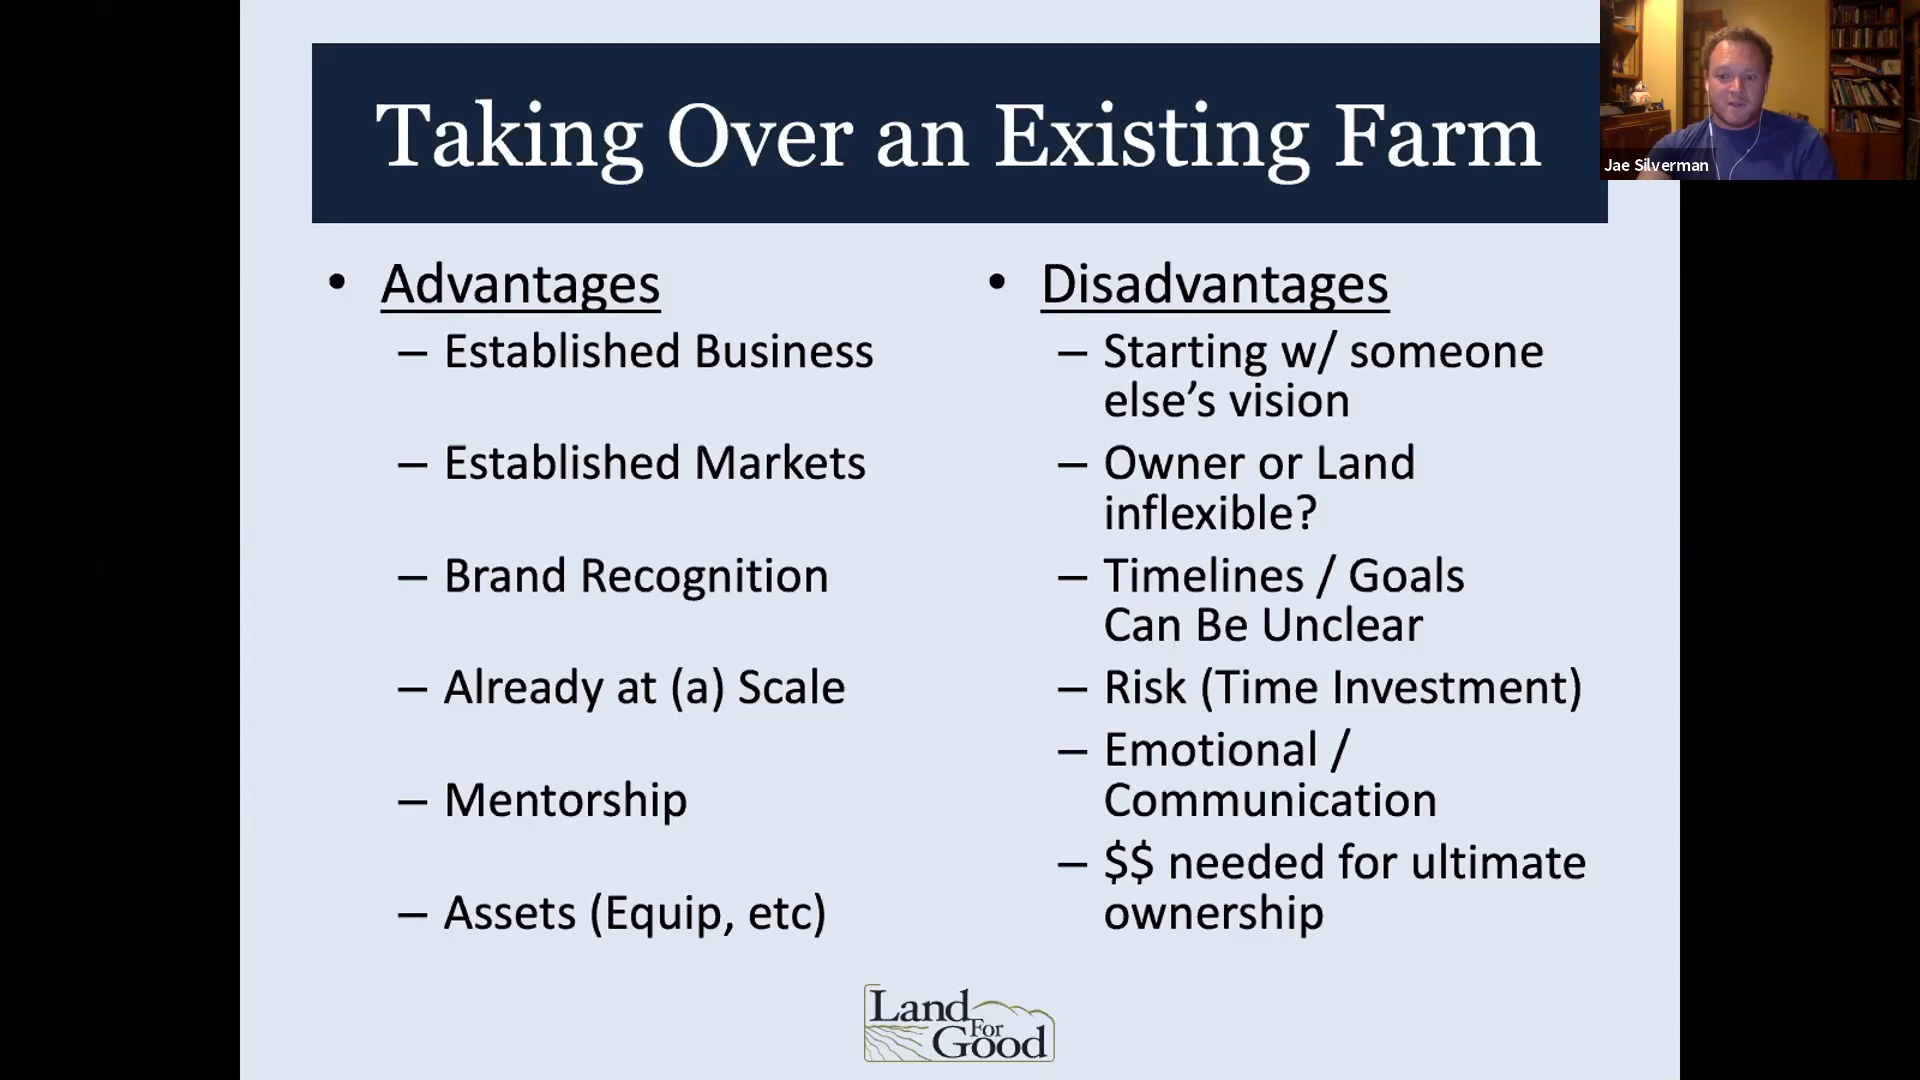 Taking Over an Existing Farm
Jae Silverman
• Advantages
– Established Business
– Established Markets
– Brand Recognition
– Already at (a) Scale
– Mentorship
– Assets (Equip, etc)
• Disadvantages
– Starting w/ someone
else’s vision
– Owner or Land
inflexible?
– Timelines / Goals
Can Be Unclear
– Risk (Time Investment)
– Emotional /
Communication
– $$ needed for ultimate
ownership
Land
For
Good